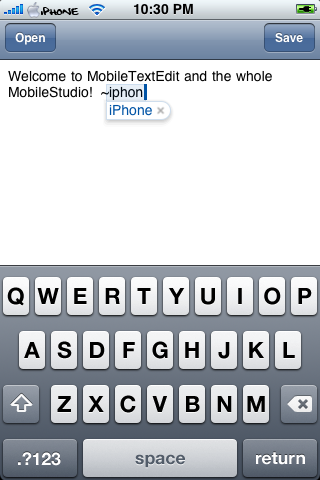 iPHONE 10:30 PM
Open Save
Welcome to MobileTextEdit and the whole
MobileStudio! ~iphon
iPhone ×
Q W E R T Y U I O P
A S D F G H J K L
Z X C V B N M
.?123 space return